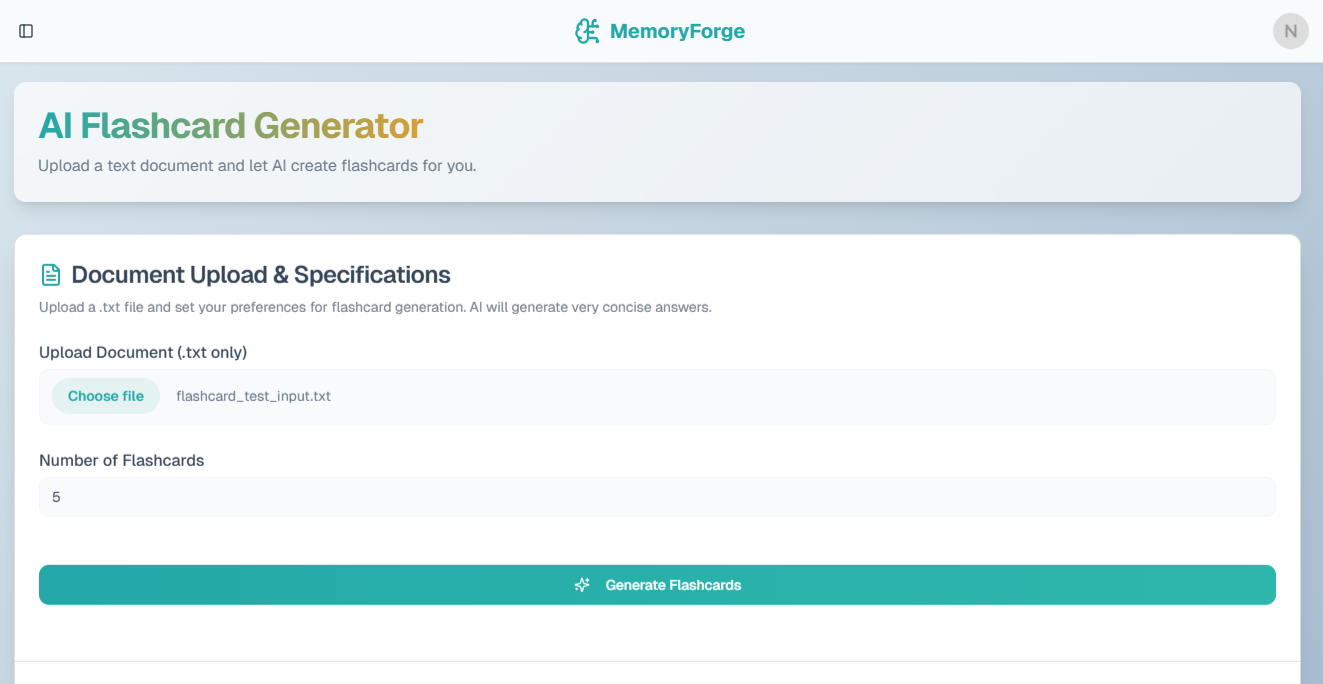 MemoryForge
N
AI Flashcard Generator
Upload a text document and let AI create flashcards for you.
Document Upload & Specifications
Upload a .txt file and set your preferences for flashcard generation. AI will generate very concise answers.
Upload Document (.txt only)
Choose file flashcard_test_input.txt
Number of Flashcards
5
Generate Flashcards